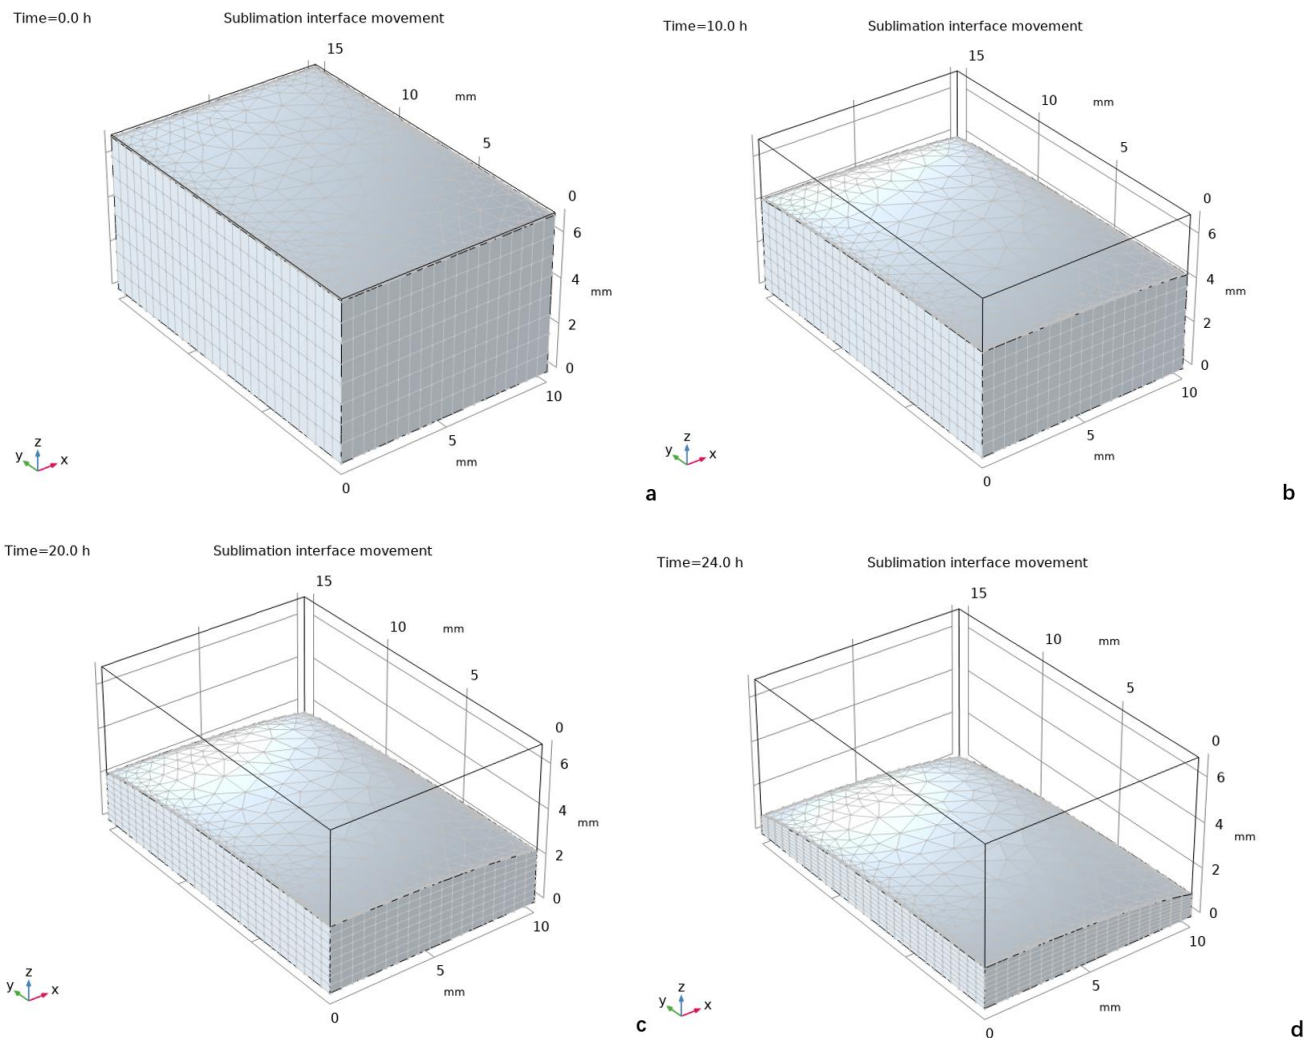 Time=0.0 h Sublimation interface movement
15
10 mm
5
0
6
4 mm
2
0
10
5
mm
0
z
y x
a
Time=10.0 h Sublimation interface movement
15
10 mm
5
0
6
4 mm
2
0
10
5
mm
0
z
y x
b
Time=20.0 h Sublimation interface movement
15
10 mm
5
0
6
4 mm
2
0
10
5
mm
0
z
y x
c
Time=24.0 h Sublimation interface movement
15
10 mm
5
0
6
4 mm
2
0
10
5
mm
0
z
y x
d